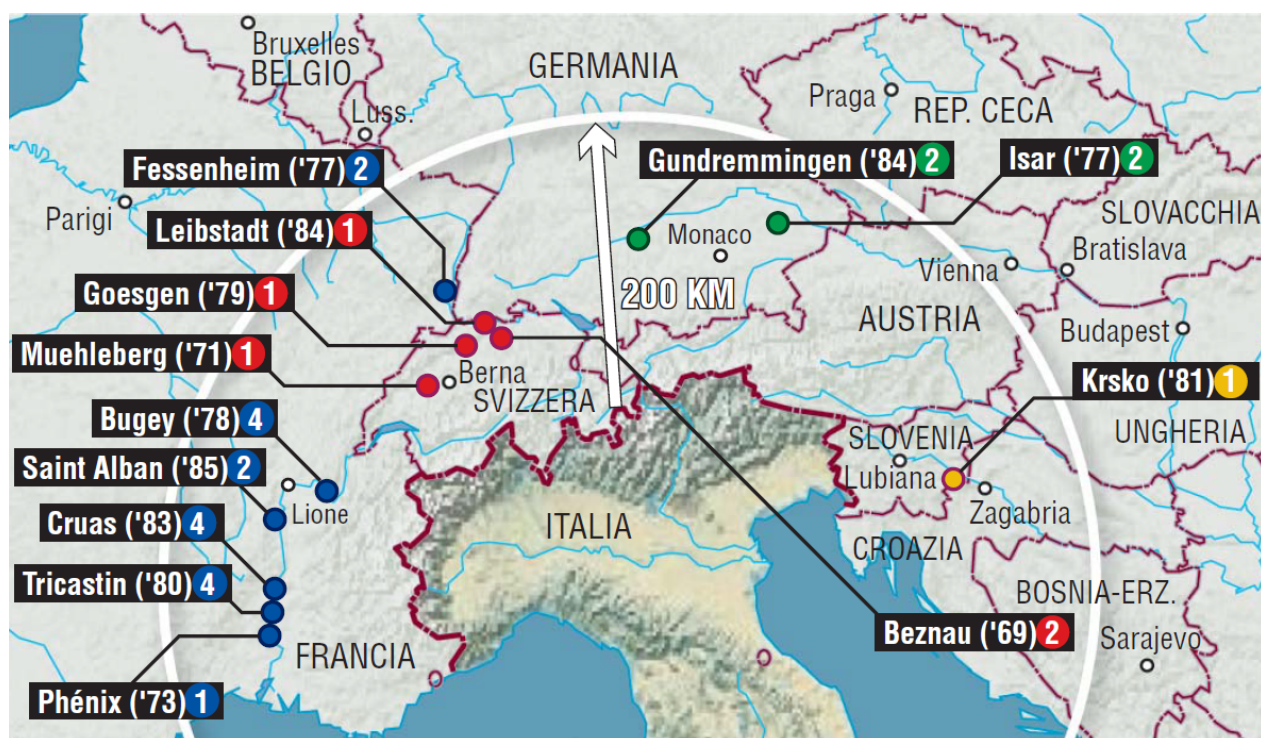 Bruxelles
BELGIO
GERMANIA
Praga
REP. CECA
Luss.
Fessenheim ('77) 2
Gundremmingen ('84) 2
Isar ('77) 2
Parigi
Leibstadt ('84) 1
SLOVACCHIA
Monaco
Bratislava
Vienna
Goesgen ('79) 1
200 KM
AUSTRIA
Budapest
Muehleberg ('71) 1
Berna
SVIZZERA
Krsko ('81) 1
Bugey ('78) 4
SLOVENIA
UNGHERIA
Saint Alban ('85) 2
Lubiana
Lione
Zagabria
Cruas ('83) 4
ITALIA
CROAZIA
Tricastin ('80) 4
BOSNIA-ERZ.
Beznau ('69) 2
Sarajevo
FRANCIA
Phénix ('73) 1